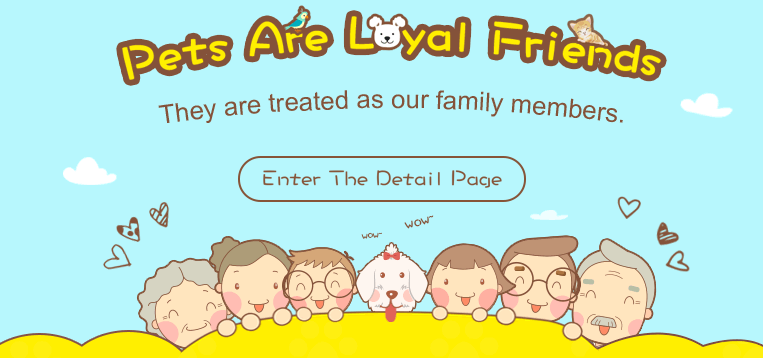 Pets Are Loyal Friends
They are treated as our family members.
Enter The Detail Page
wow~
wow~